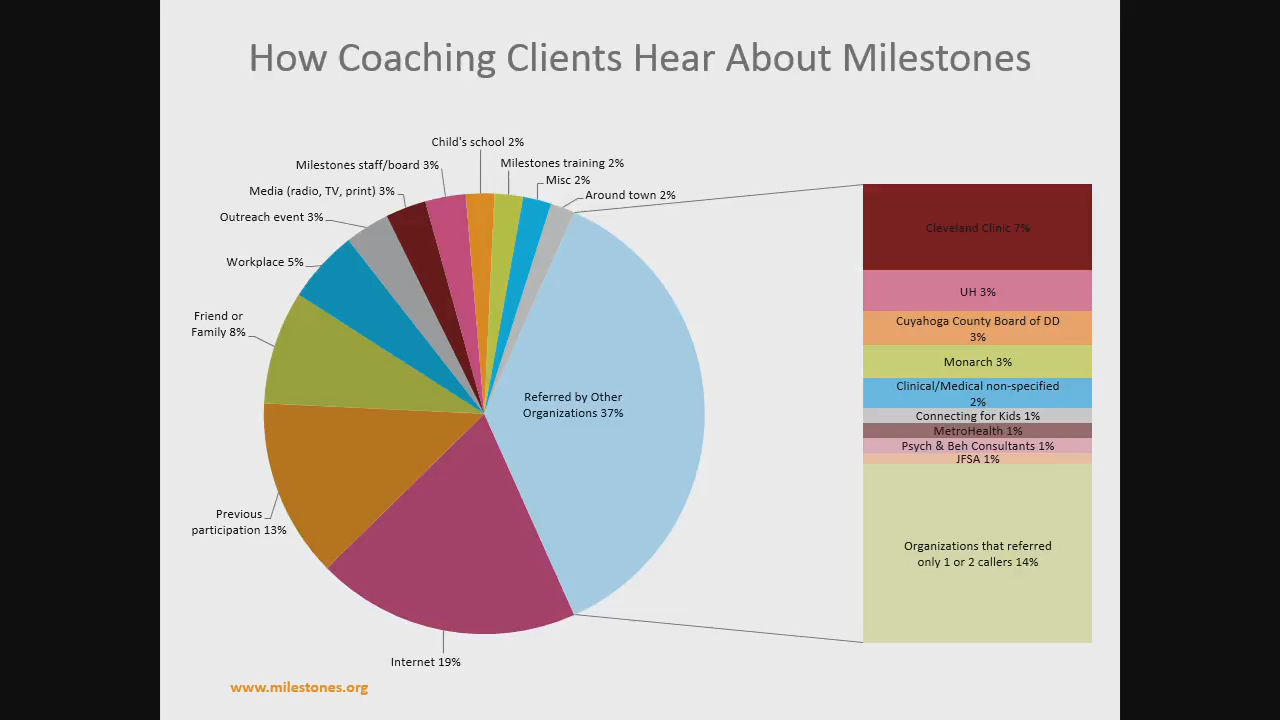 How Coaching Clients Hear About Milestones
Child's school 2%
Milestones staff/board 3%
Milestones training 2%
Misc 2%
Media (radio, TV, print) 3%
Around town 2%
Outreach event 3%
Workplace 5%
Friend or
Family 8%
Referred by Other
Organizations 37%
Previous
participation 13%
Internet 19%
Cleveland Clinic 7%
UH 3%
Cuyahoga County Board of DD
3%
Monarch 3%
Clinical/Medical non-specified
2%
Connecting for Kids 1%
MetroHealth 1%
Psych & Beh Consultants 1%
JFSA 1%
Organizations that referred
only 1 or 2 callers 14%
www.milestones.org